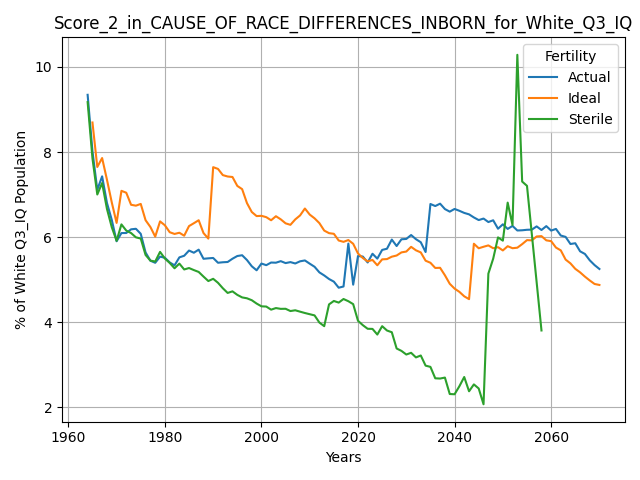 Score_2_in_CAUSE_OF_RACE_DIFFERENCES_INBORN_for_White_Q3_IQ
Fertility
Actual
Ideal
Sterile
% of White Q3_IQ Population
10
8
6
4
2
1960
1980
2000
2020
2040
2060
Years